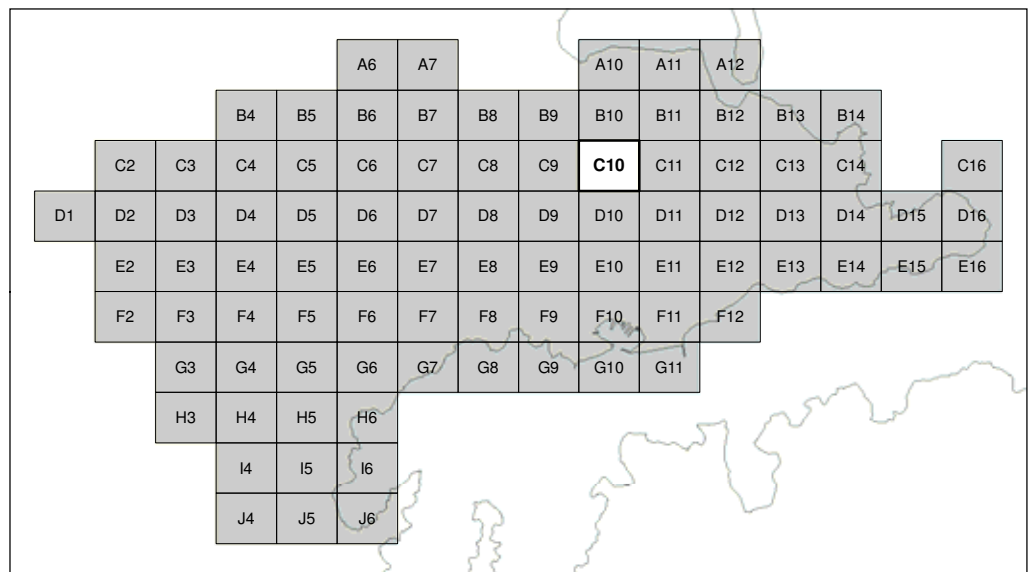 A6 A7 A10 A11 A12
B4 B5 B6 B7 B8 B9 B10 B11 B12 B13 B14
C2 C3 C4 C5 C6 C7 C8 C9 C10 C11 C12 C13 C14 C16
D1 D2 D3 D4 D5 D6 D7 D8 D9 D10 D11 D12 D13 D14 D15 D16
E2 E3 E4 E5 E6 E7 E8 E9 E10 E11 E12 E13 E14 E15 E16
F2 F3 F4 F5 F6 F7 F8 F9 F10 F11 F12
G3 G4 G5 G6 G7 G8 G9 G10 G11
H3 H4 H5 H6
I4 I5 I6
J4 J5 J6